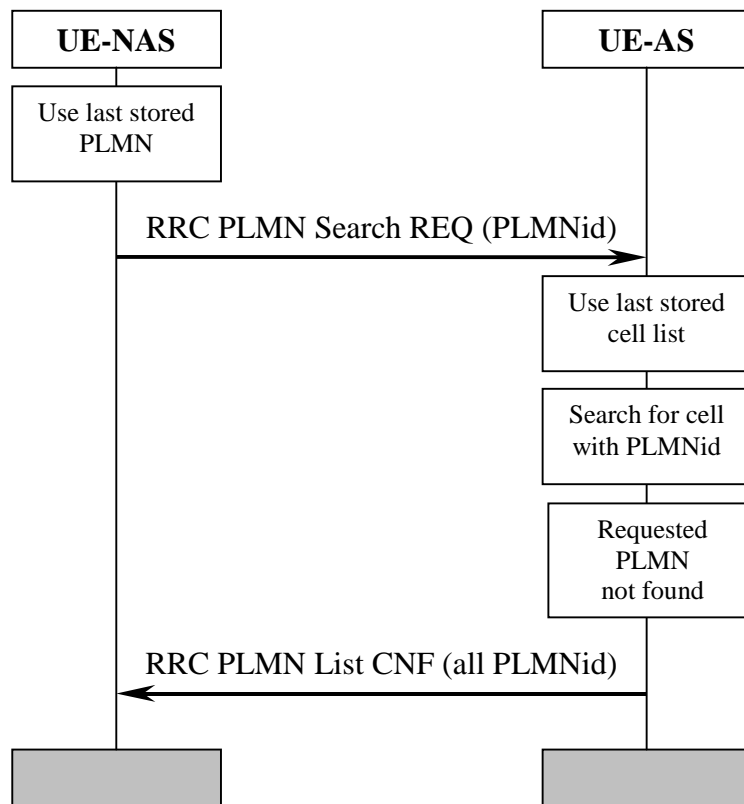 UE-NAS
UE-AS
Use last stored
PLMN
RRC PLMN Search REQ (PLMNid)
Use last stored
cell list
Search for cell
with PLMNid
Requested
PLMN
not found
RRC PLMN List CNF (all PLMNid)